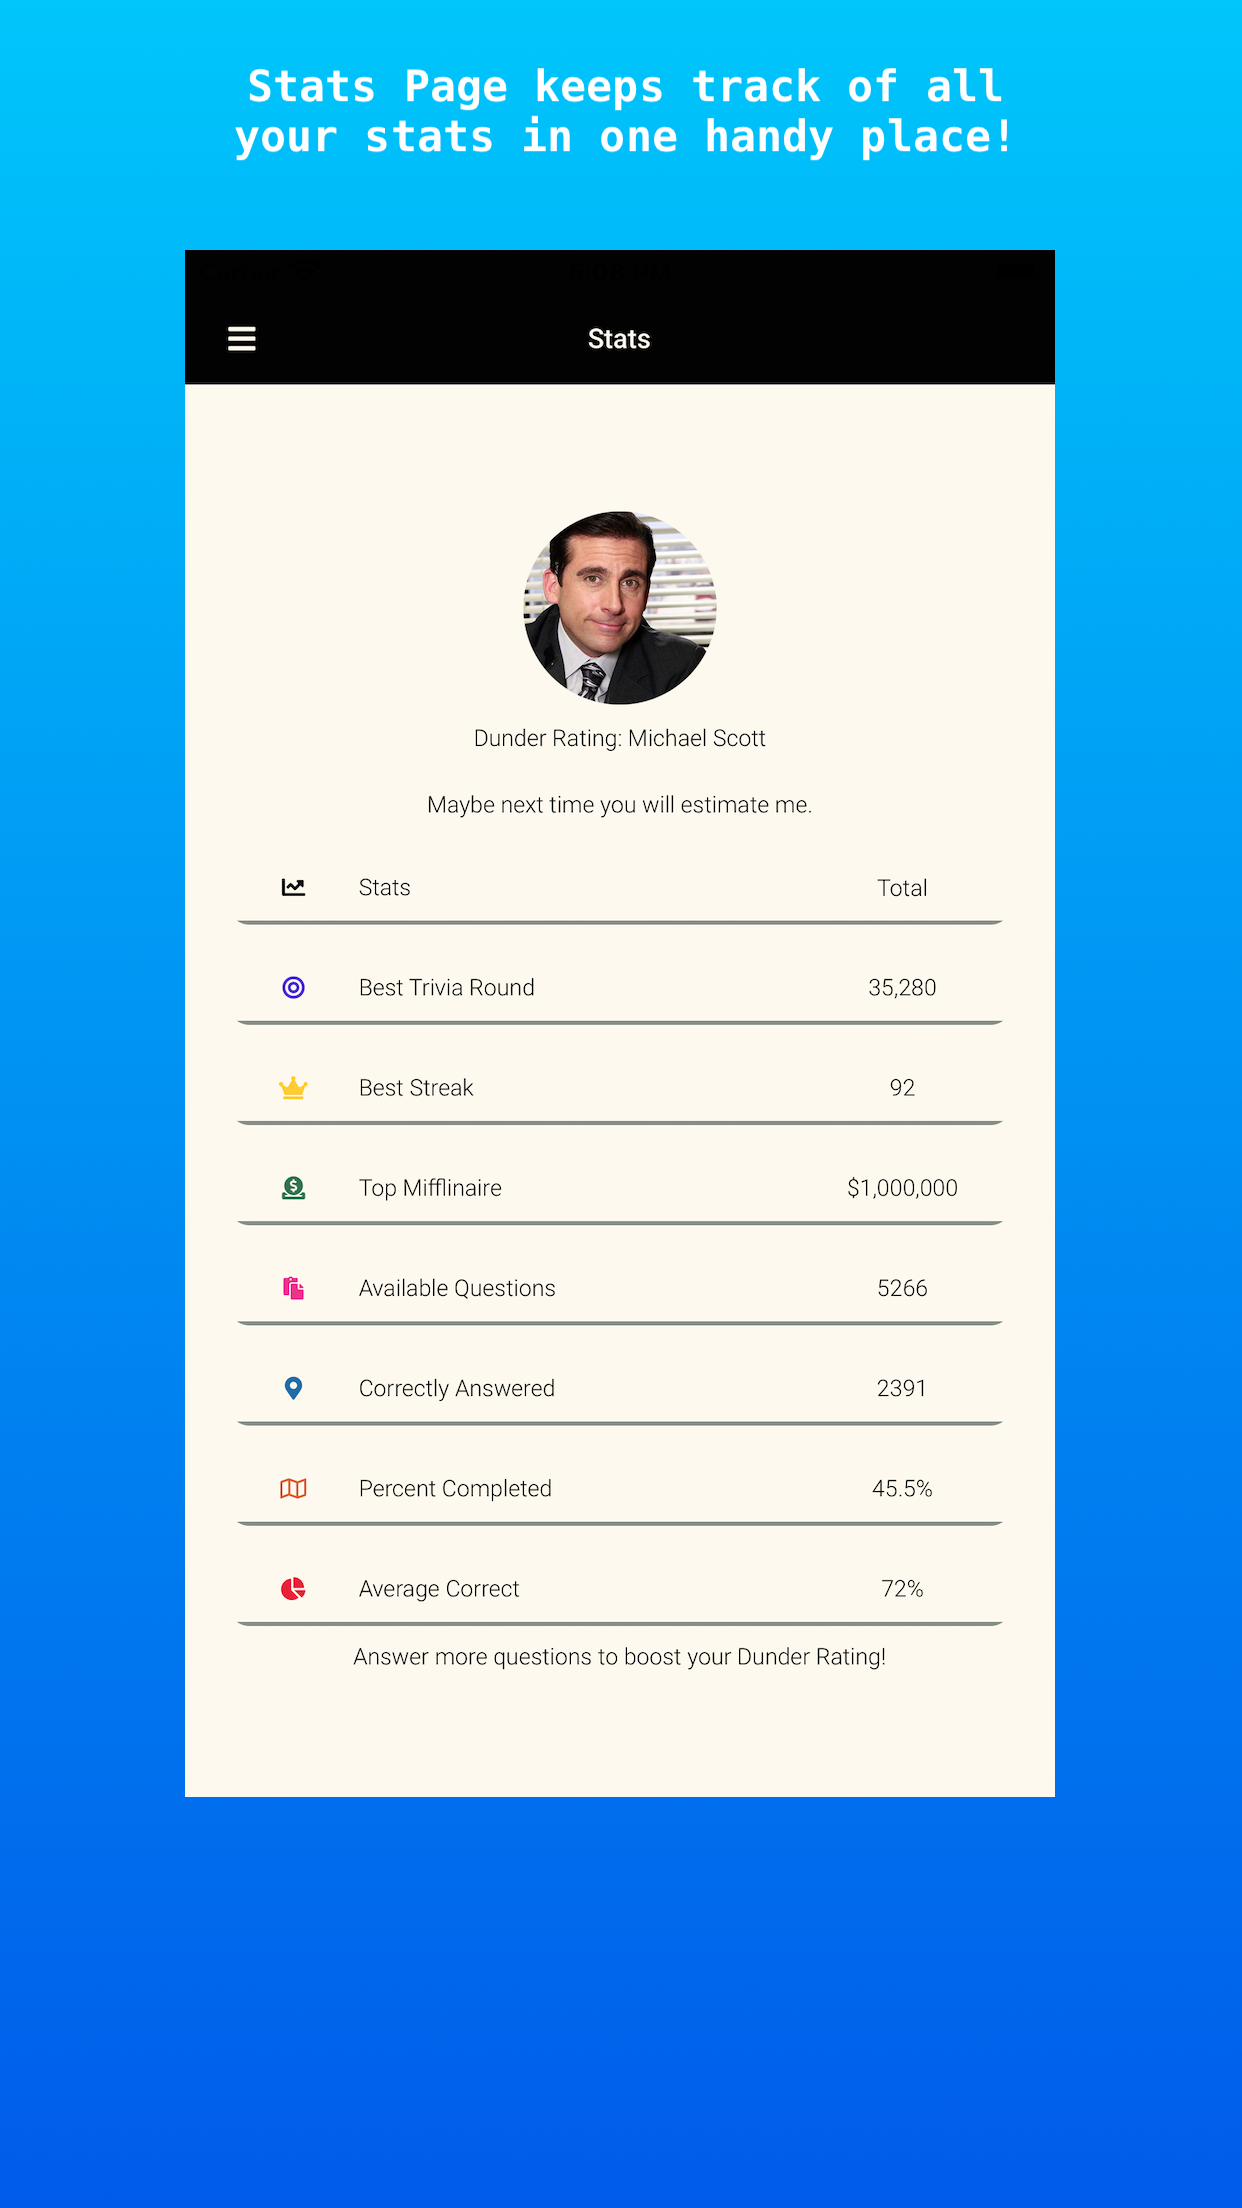 Stats Page keeps track of all
your stats in one handy place!
Stats
Dunder Rating: Michael Scott
Maybe next time you will estimate me.
Stats Total
Best Trivia Round 35,280
Best Streak 92
Top Mifflinaire $1,000,000
Available Questions 5266
Correctly Answered 2391
Percent Completed 45.5%
Average Correct 72%
Answer more questions to boost your Dunder Rating!